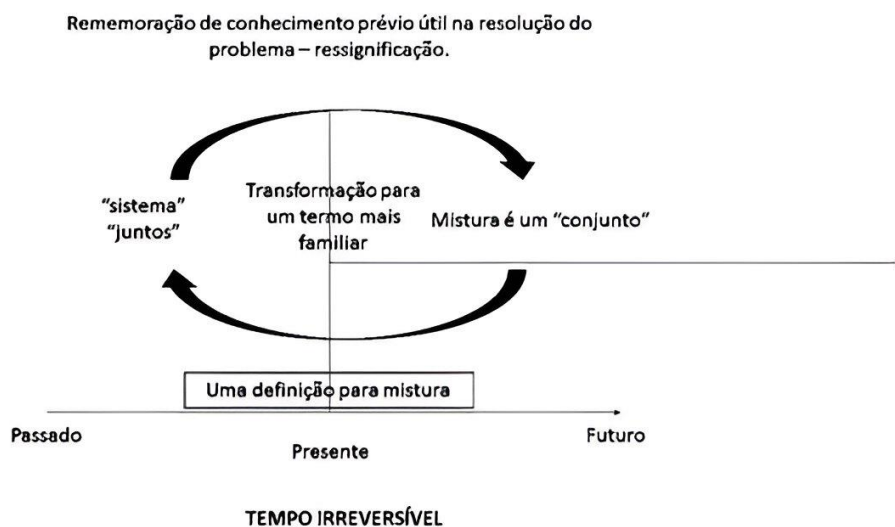 Rememoração de conhecimento prévio útil na resolução do
problema – ressignificação.
Transformação para
um termo mais
familiar
"sistema"
"juntos"
Mistura é um "conjunto"
Uma definição para mistura
Passado
Presente
Futuro
TEMPO IRREVERSÍVEL